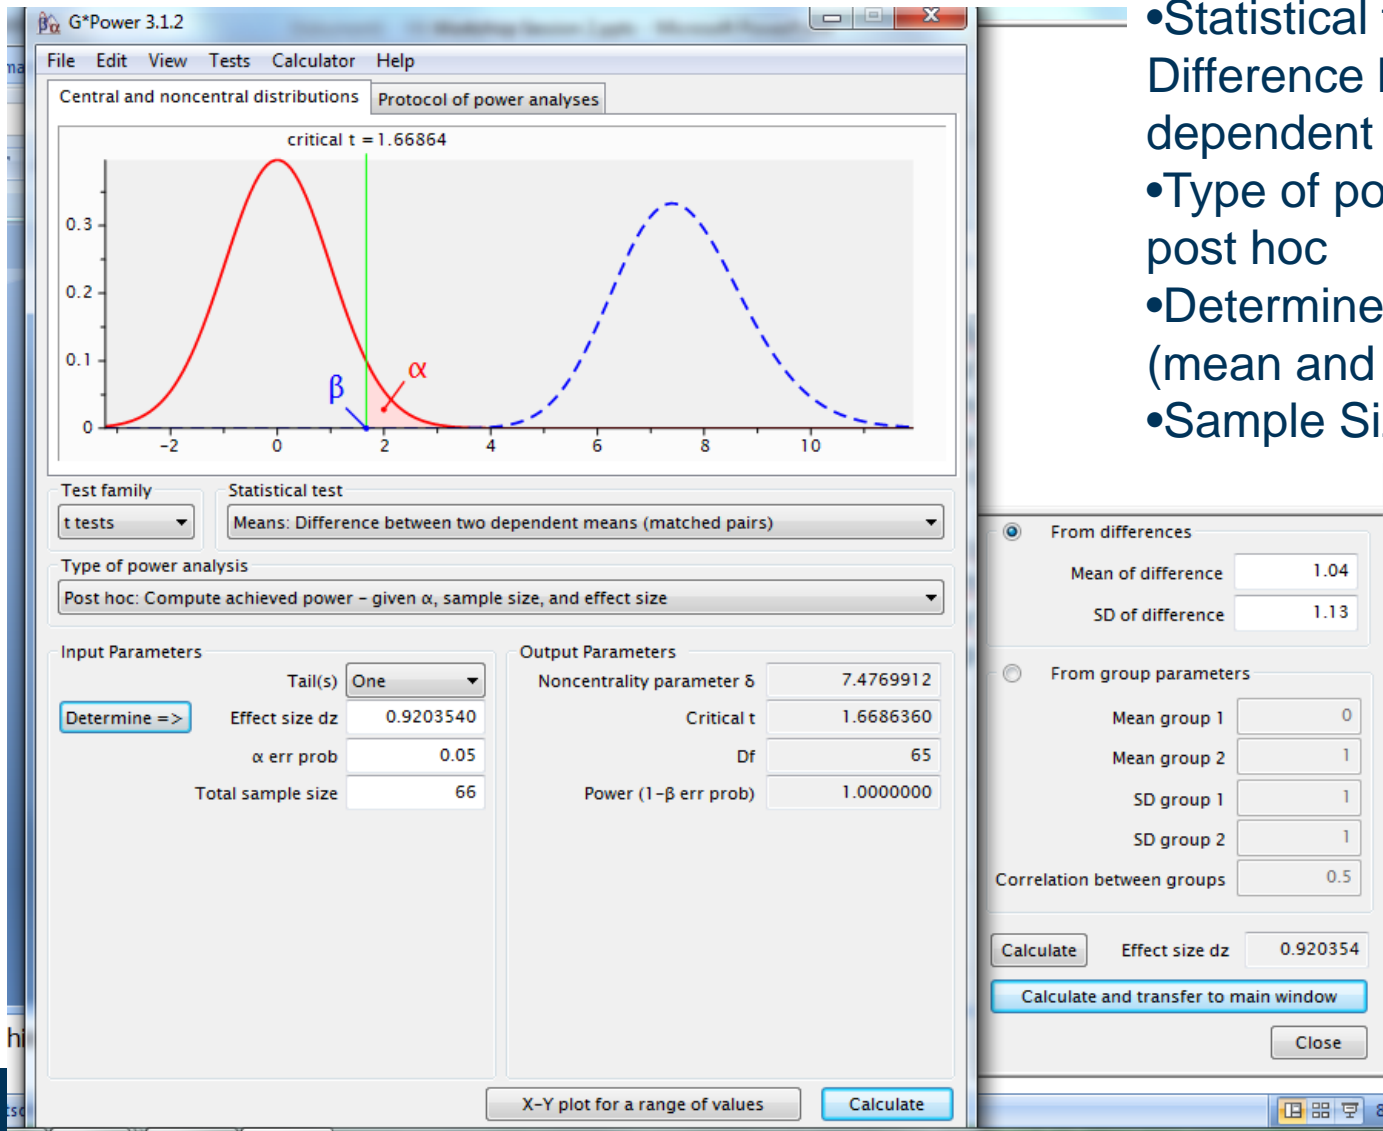 G*Power 3.1.2
File Edit View Tests Calculator Help
Central and noncentral distributions Protocol of power analyses
critical t = 1.66864
0.3
0.2
0.1
0
β α
-2 0 2 4 6 8 10
Test family Statistical test
t tests Means: Difference between two dependent means (matched pairs)
Type of power analysis
Post hoc: Compute achieved power – given α, sample size, and effect size
Input Parameters Output Parameters
Tail(s) One Noncentrality parameter δ 7.4769912
Determine => Effect size dz 0.9203540 Critical t 1.6686360
α err prob 0.05 Df 65
Total sample size 66 Power (1-β err prob) 1.0000000
X-Y plot for a range of values Calculate
•Statistical
Difference
dependent
•Type of po
post hoc
•Determine
(mean and
•Sample Si
From differences
Mean of difference 1.04
SD of difference 1.13
From group parameters
Mean group 1 0
Mean group 2 1
SD group 1 1
SD group 2 1
Correlation between groups 0.5
Calculate Effect size dz 0.920354
Calculate and transfer to main window
Close
hi
8